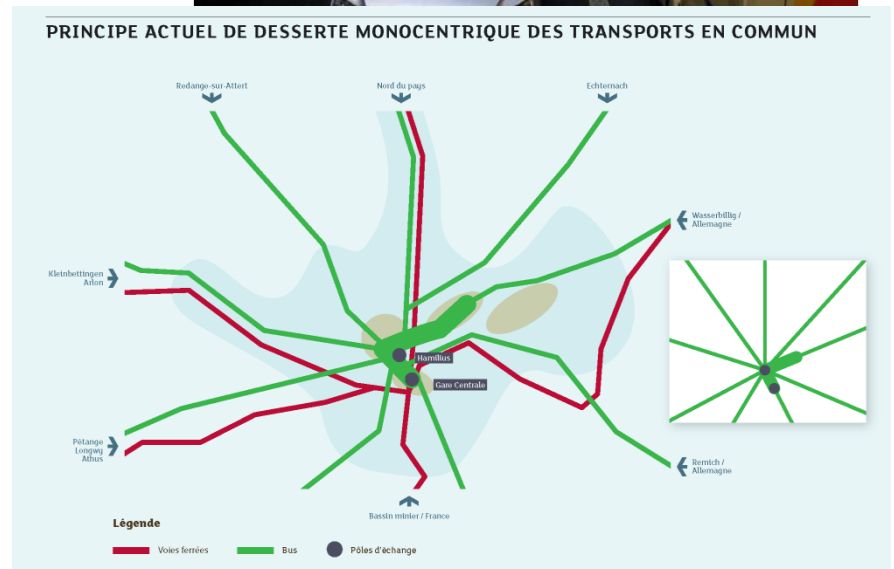 PRINCIPE ACTUEL DE DESSERTE MONOCENTRIQUE DES TRANSPORTS EN COMMUN
Redange-sur-Attert
Nord du pays
Echternach
Wasserbillig /
Allemagne
Kleinbettingen
Arlon
Hamilius
Gare Centrale
Pétange
Longwy
Athus
Remich /
Allemagne
Bassin minier / France
Légende
Voies ferrées
Bus
Pôles d'échange